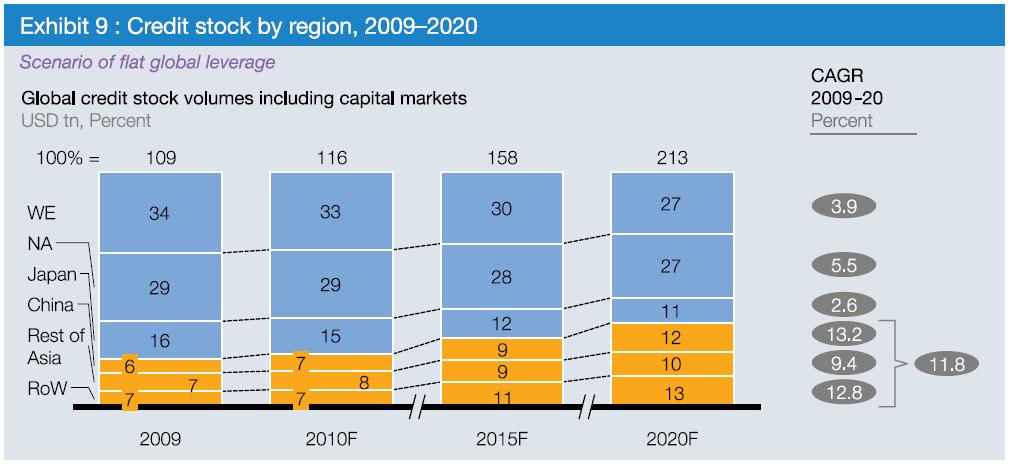 Exhibit 9 : Credit stock by region, 2009–2020
Scenario of flat global leverage
CAGR
2009-20
Percent
Global credit stock volumes including capital markets
USD tn, Percent
100% = 109 116 158 213
WE 34 33 30 27 3.9
NA 29 29 28 27 5.5
Japan 16 15 12 11 2.6
China 6 7 9 12 13.2
Rest of
Asia 7 8 9 10 9.4 11.8
RoW 7 7 11 13 12.8
2009 2010F 2015F 2020F